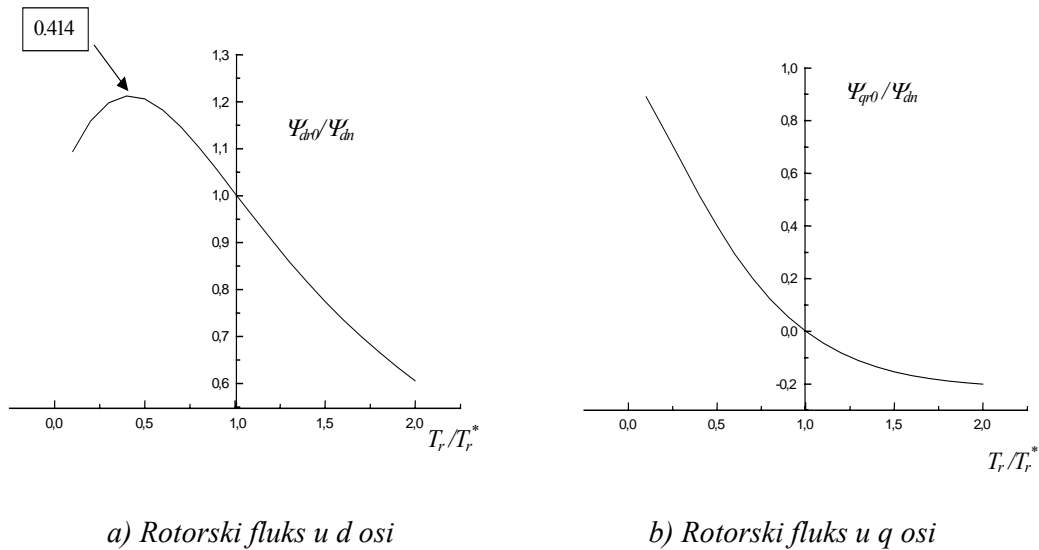 0.414
1,3
1,2
1,1
1,0
0,9
0,8
0,7
0,6
Ψdr0/Ψdn
0,0 0,5 1,0 1,5 2,0
Tr/Tr*
a) Rotorski fluks u d osi
1,0
0,8
0,6
0,4
0,2
0,0
-0,2
Ψqr0/Ψdn
0,0 0,5 1,0 1,5 2,0
Tr/Tr*
b) Rotorski fluks u q osi